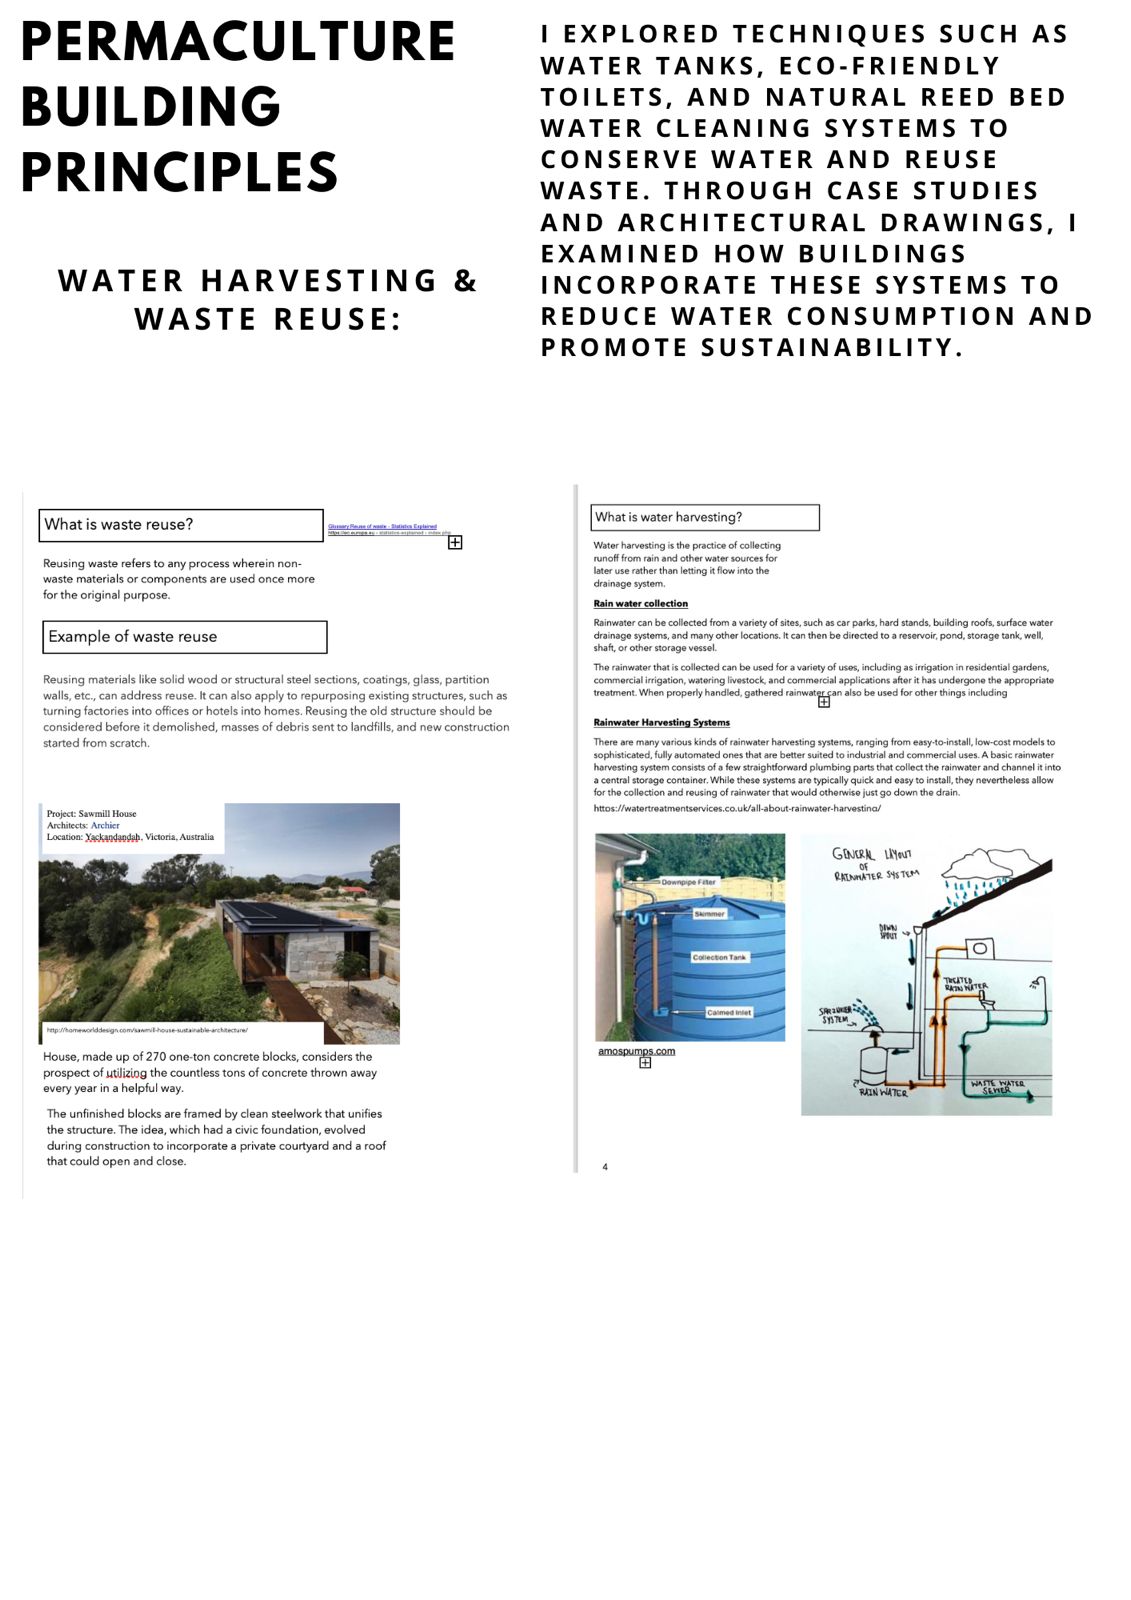 PERMACULTURE
BUILDING
PRINCIPLES
WATER HARVESTING &
WASTE REUSE:
I EXPLORED TECHNIQUES SUCH AS
WATER TANKS, ECO-FRIENDLY
TOILETS, AND NATURAL REED BED
WATER CLEANING SYSTEMS TO
CONSERVE WATER AND REUSE
WASTE. THROUGH CASE STUDIES
AND ARCHITECTURAL DRAWINGS, I
EXAMINED HOW BUILDINGS
INCORPORATE THESE SYSTEMS TO
REDUCE WATER CONSUMPTION AND
PROMOTE SUSTAINABILITY.
What is waste reuse?
Glossary:Reuse of waste - Statistics Explained
https://ec.europa.eu › statistics-explained › index.php
Reusing waste refers to any process wherein non-
waste materials or components are used once more
for the original purpose.
Example of waste reuse
Reusing materials like solid wood or structural steel sections, coatings, glass, partition
walls, etc., can address reuse. It can also apply to repurposing existing structures, such as
turning factories into offices or hotels into homes. Reusing the old structure should be
considered before it demolished, masses of debris sent to landfills, and new construction
started from scratch.
Project: Sawmill House
Architects: Archier
Location: Yackandandah, Victoria, Australia
http://homeworlddesign.com/sawmill-house-sustainable-architecture/
House, made up of 270 one-ton concrete blocks, considers the
prospect of utilizing the countless tons of concrete thrown away
every year in a helpful way.
The unfinished blocks are framed by clean steelwork that unifies
the structure. The idea, which had a civic foundation, evolved
during construction to incorporate a private courtyard and a roof
that could open and close.
What is water harvesting?
Water harvesting is the practice of collecting
runoff from rain and other water sources for
later use rather than letting it flow into the
drainage system.
Rain water collection
Rainwater can be collected from a variety of sites, such as car parks, hard stands, building roofs, surface water
drainage systems, and many other locations. It can then be directed to a reservoir, pond, storage tank, well,
shaft, or other storage vessel.
The rainwater that is collected can be used for a variety of uses, including as irrigation in residential gardens,
commercial irrigation, watering livestock, and commercial applications after it has undergone the appropriate
treatment. When properly handled, gathered rainwater can also be used for other things including
Rainwater Harvesting Systems
There are many various kinds of rainwater harvesting systems, ranging from easy-to-install, low-cost models to
sophisticated, fully automated ones that are better suited to industrial and commercial uses. A basic rainwater
harvesting system consists of a few straightforward plumbing parts that collect the rainwater and channel it into
a central storage container. While these systems are typically quick and easy to install, they nevertheless allow
for the collection and reusing of rainwater that would otherwise just go down the drain.
https://watertreatmentservices.co.uk/all-about-rainwater-harvesting/
Downpipe Filter
Skimmer
Collection Tank
Calmed Inlet
amospumps.com
GENERAL LAYOUT
OF
RAINWATER SYSTEM
DOWN
SPOUT
TREATED
RAIN WATER
SYSTEM
RAIN WATER
WASTE WATER
SEWER
4